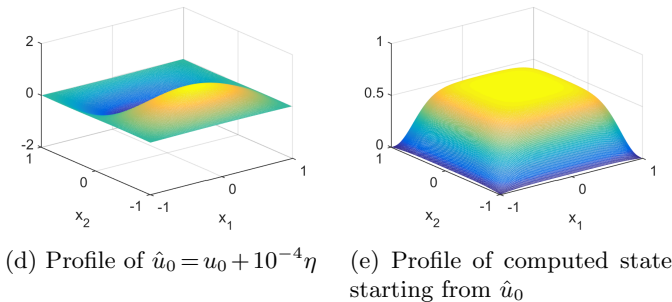 2
0
-2
1
0
-1
x₂
-1
0
1
x₁
1
0.5
0
1
0
-1
x₂
-1
0
1
x₁
(d) Profile of û₀ = u₀ + 10⁻⁴η
(e) Profile of computed state
starting from û₀